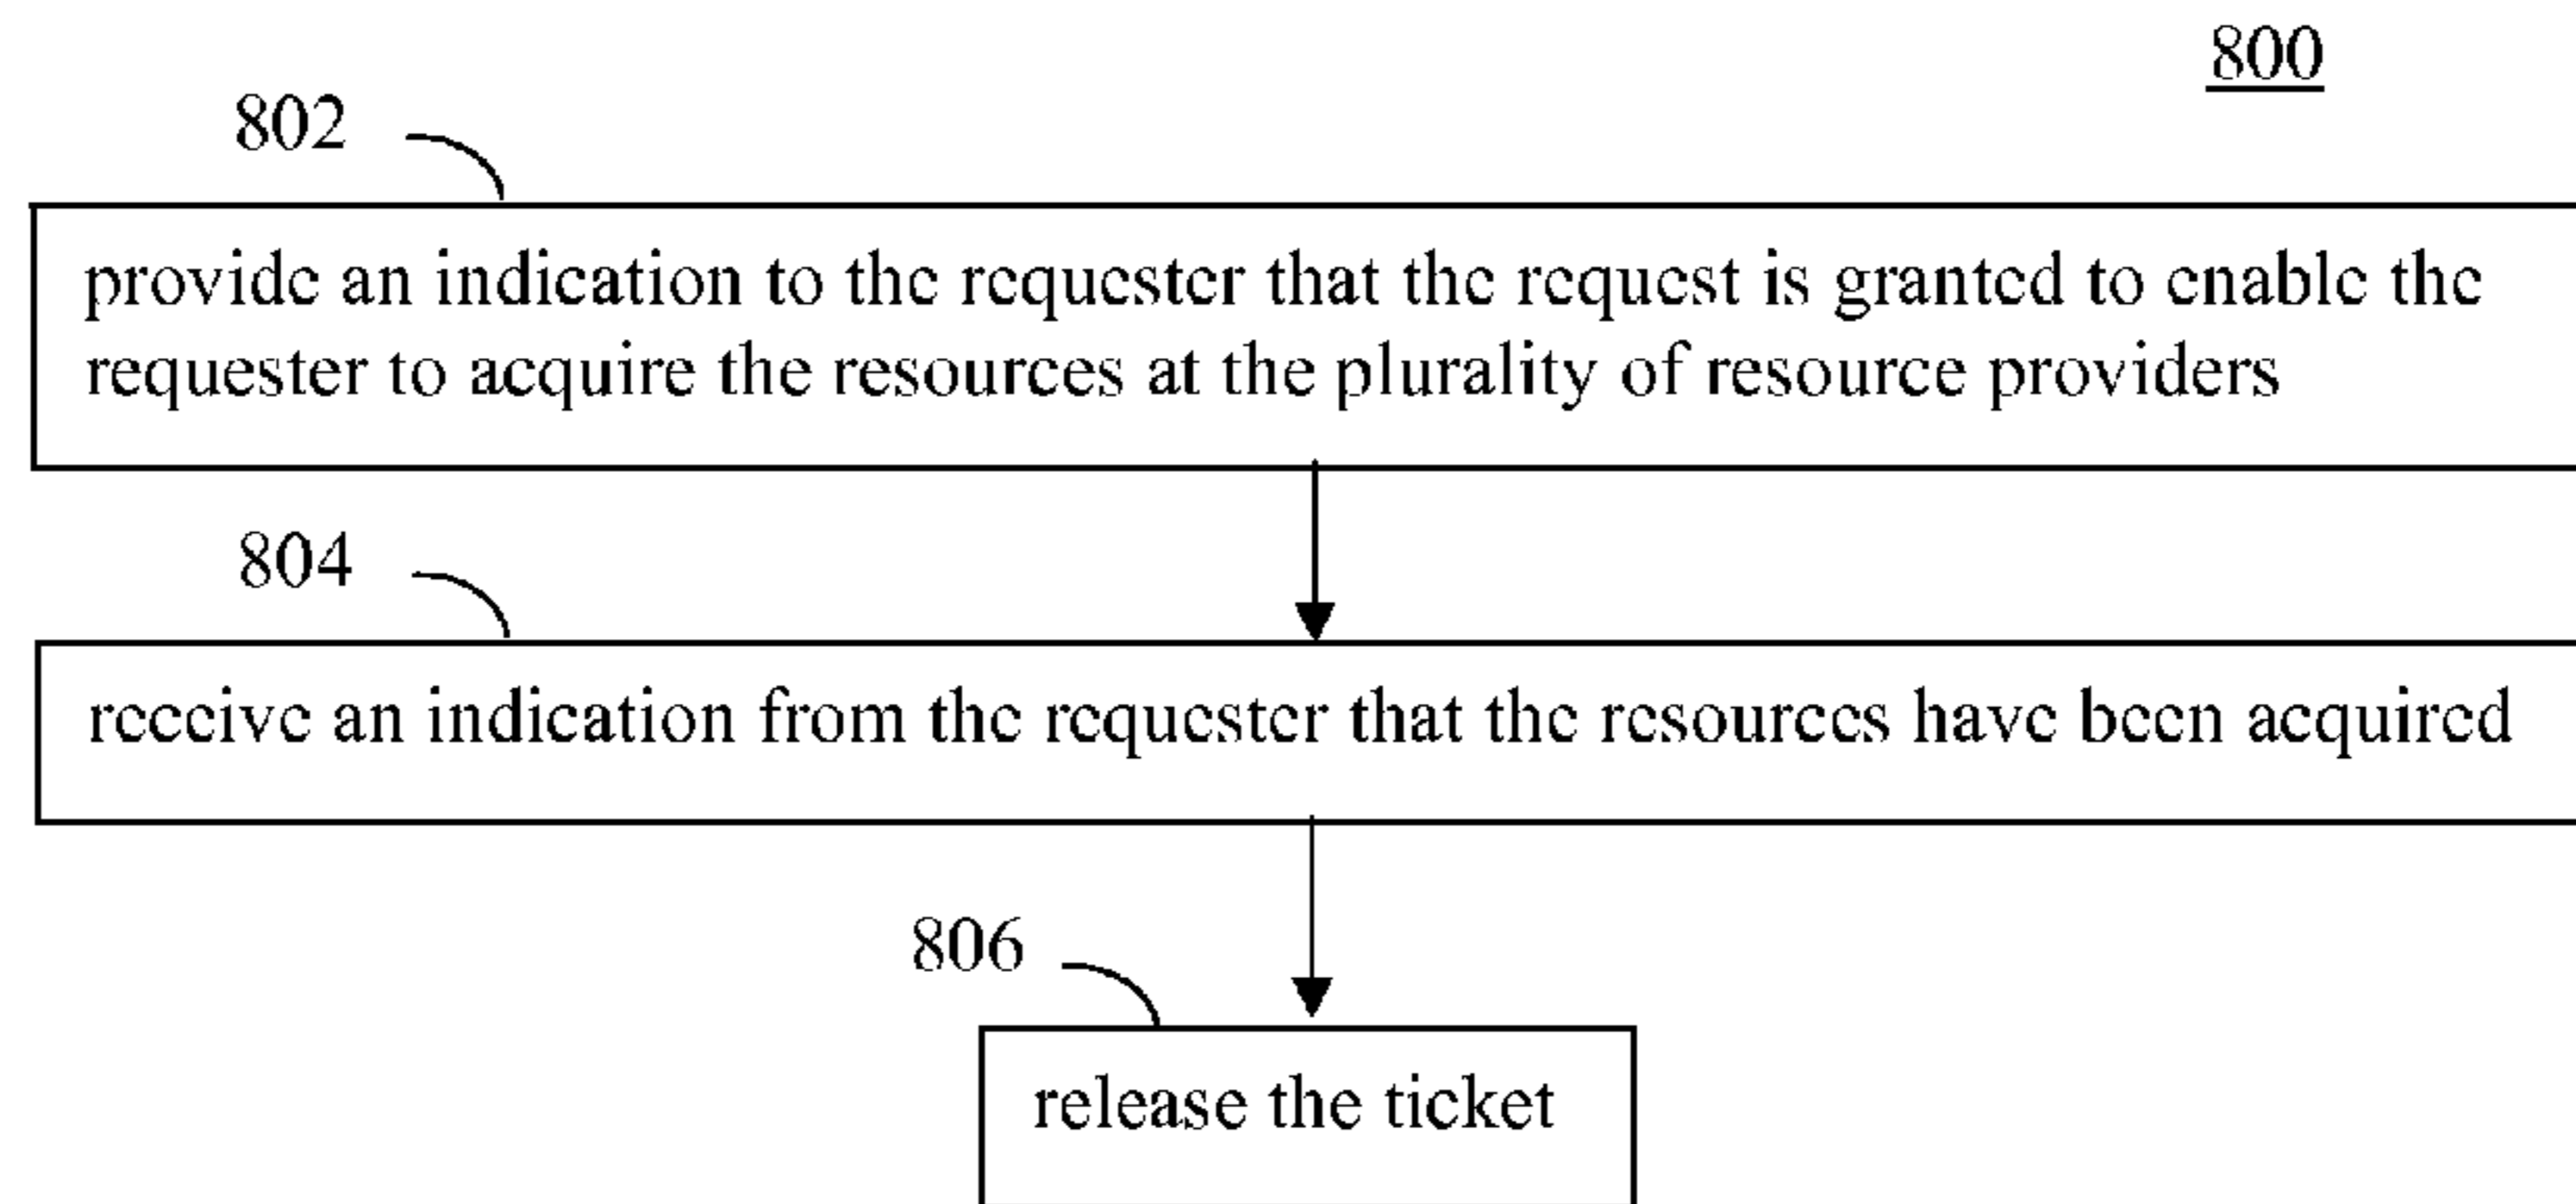 800
802
provide an indication to the requester that the request is granted to enable the
requester to acquire the resources at the plurality of resource providers
804
receive an indication from the requester that the resources have been acquired
806
release the ticket